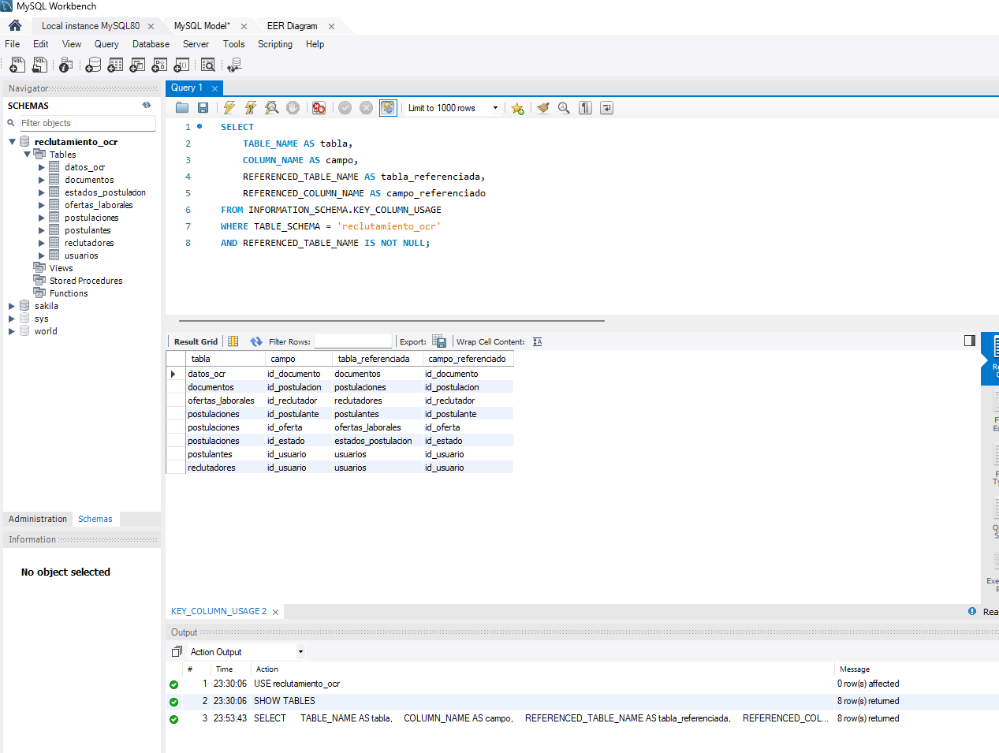 MySQL Workbench
Local instance MySQL80
MySQL Model*
EER Diagram
File Edit View Query Database Server Tools Scripting Help
Navigator
SCHEMAS
Filter objects
reclutamiento_ocr
Tables
datos_ocr
documentos
estados_postulacion
ofertas_laborales
postulaciones
postulantes
reclutadores
usuarios
Views
Stored Procedures
Functions
sakila
sys
world
Administration Schemas
Information
No object selected
Query 1
Limit to 1000 rows
1 SELECT
2 TABLE_NAME AS tabla,
3 COLUMN_NAME AS campo,
4 REFERENCED_TABLE_NAME AS tabla_referenciada,
5 REFERENCED_COLUMN_NAME AS campo_referenciado
6 FROM INFORMATION_SCHEMA.KEY_COLUMN_USAGE
7 WHERE TABLE_SCHEMA = 'reclutamiento_ocr'
8 AND REFERENCED_TABLE_NAME IS NOT NULL;
Result Grid Filter Rows: Export: Wrap Cell Content:
tabla campo tabla_referenciada campo_referenciado
datos_ocr id_documento documentos id_documento
documentos id_postulacion postulaciones id_postulacion
ofertas_laborales id_reclutador reclutadores id_reclutador
postulaciones id_postulante postulantes id_postulante
postulaciones id_oferta ofertas_laborales id_oferta
postulaciones id_estado estados_postulacion id_estado
postulantes id_usuario usuarios id_usuario
reclutadores id_usuario usuarios id_usuario
KEY_COLUMN_USAGE 2
Rea
Output
Action Output
# Time Action Message
1 23:30:06 USE reclutamiento_ocr 0 row(s) affected
2 23:30:06 SHOW TABLES 8 row(s) returned
3 23:53:43 SELECT TABLE_NAME AS tabla, COLUMN_NAME AS campo, REFERENCED_TABLE_NAME AS tabla_referenciada, REFERENCED_COL... 8 row(s) returned